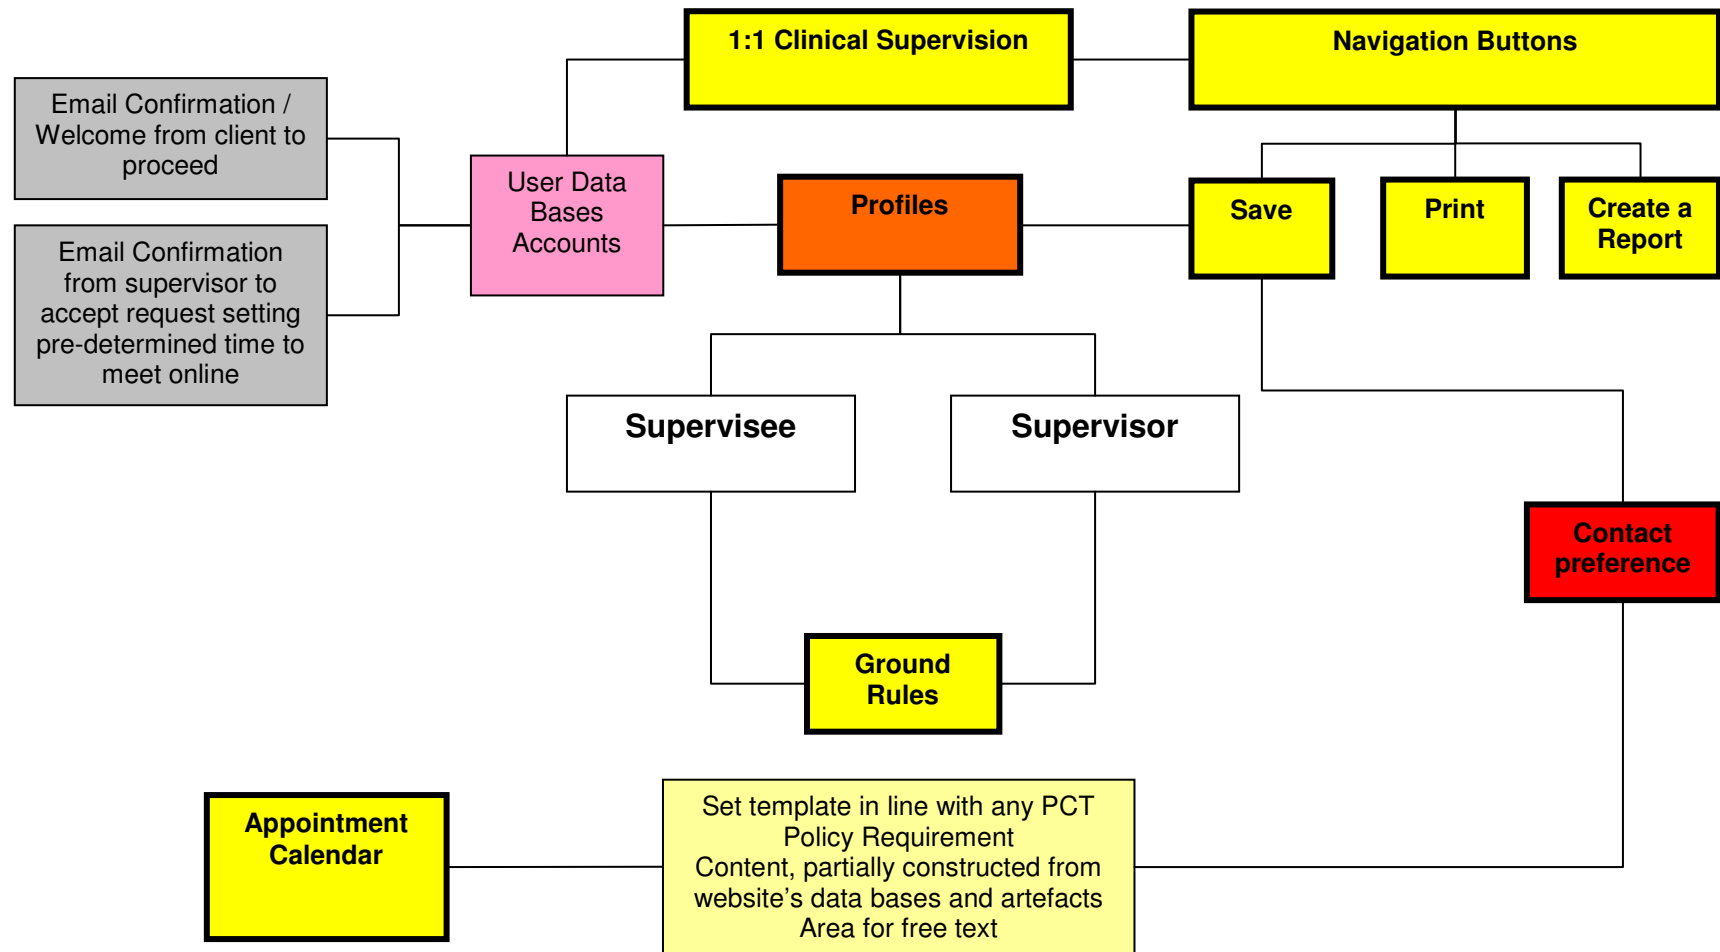 1:1 Clinical Supervision
Navigation Buttons
Email Confirmation /
Welcome from client to
proceed
User Data
Bases
Accounts
Profiles
Save
Print
Create a
Report
Email Confirmation
from supervisor to
accept request setting
pre-determined time to
meet online
Supervisee
Supervisor
Contact
preference
Ground
Rules
Appointment
Calendar
Set template in line with any PCT
Policy Requirement
Content, partially constructed from
website’s data bases and artefacts
Area for free text